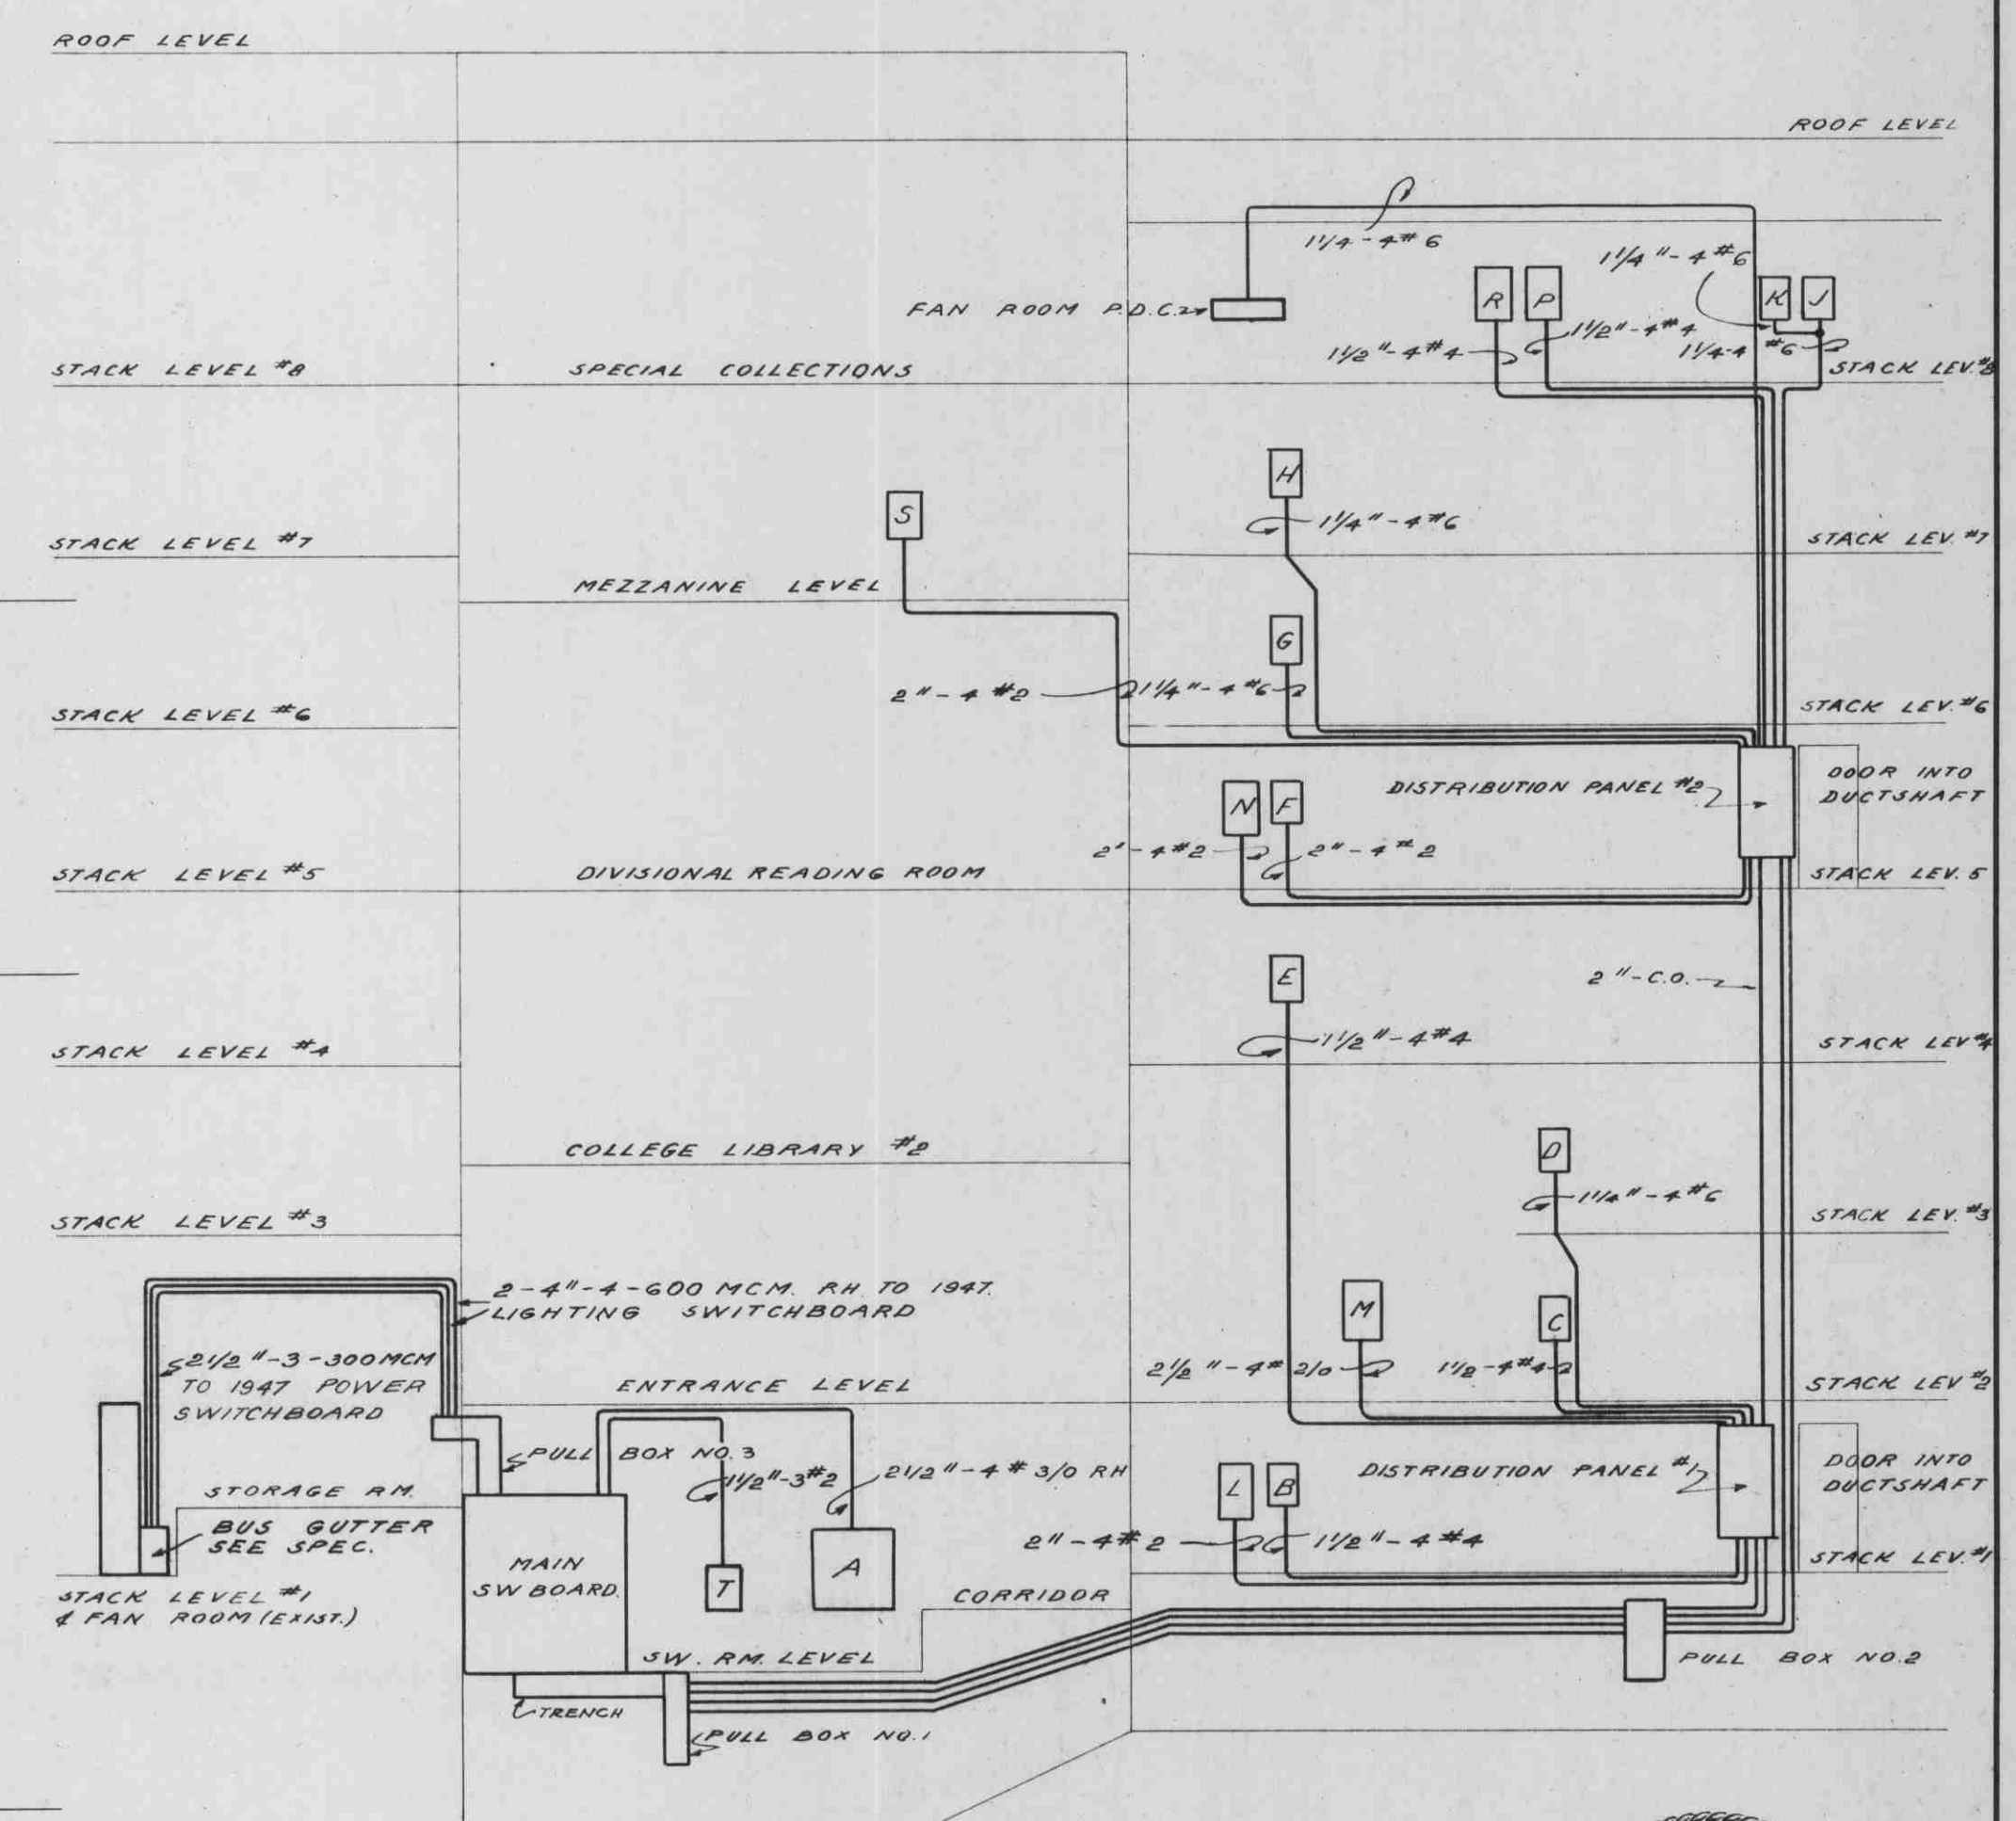 ROOF LEVEL
ROOF LEVEL
1 1/4 - 4 # 6
1 1/4 " - 4 # 6
FAN ROOM P.D.C. 2
R
P
K
J
1 1/2 " - 4 # 4
1 1/2 " - 4 # 4
1 1/4 - 4 # 6
STACK LEVEL #8
SPECIAL COLLECTIONS
STACK LEV. #8
H
1 1/4 " - 4 # 6
S
STACK LEVEL #7
STACK LEV. #7
MEZZANINE LEVEL
G
2 " - 4 # 2
1 1/4 " - 4 # 6
STACK LEVEL #6
STACK LEV. #6
DISTRIBUTION PANEL #2
DOOR INTO
DUCTSHAFT
N
F
2 " - 4 # 2
2 " - 4 # 2
STACK LEVEL #5
DIVISIONAL READING ROOM
STACK LEV. 5
E
2 " - C.O.
1 1/2 " - 4 # 4
STACK LEVEL #4
STACK LEV #4
COLLEGE LIBRARY #2
D
1 1/4 " - 4 # 6
STACK LEVEL #3
STACK LEV. #3
2 - 4" - 4 - 600 MCM. RH TO 1947.
LIGHTING SWITCHBOARD
M
C
2 1/2 " - 3 - 300 MCM
TO 1947 POWER
SWITCHBOARD
2 1/2 " - 4 # 2/0
1 1/2 - 4 # 4
ENTRANCE LEVEL
STACK LEV #2
PULL BOX NO. 3
1 1/2 " - 3 # 2
2 1/2 " - 4 # 3/0 RH
DISTRIBUTION PANEL #1
DOOR INTO
DUCTSHAFT
L
B
STORAGE RM.
BUS GUTTER
SEE SPEC.
2 " - 4 # 2
1 1/2 " - 4 # 4
STACK LEV. #1
MAIN
SW BOARD.
T
A
STACK LEVEL #1
& FAN ROOM (EXIST.)
CORRIDOR
SW. RM. LEVEL
PULL BOX NO. 2
TRENCH
PULL BOX NO. 1